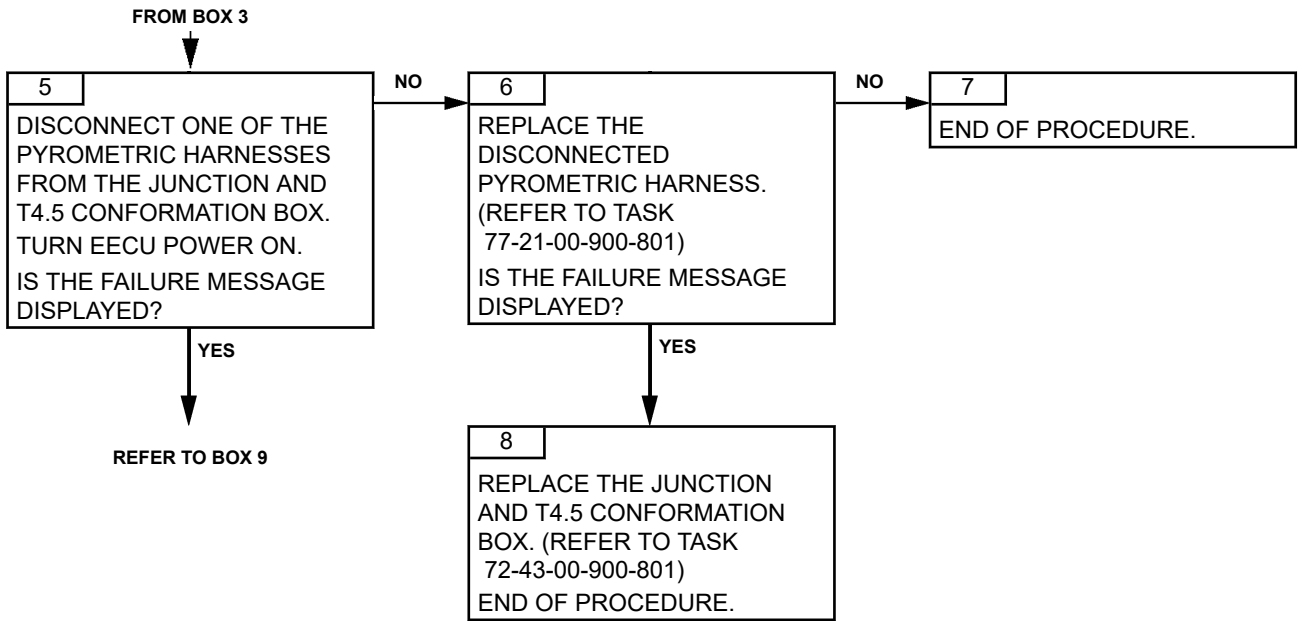 FROM BOX 3
5
DISCONNECT ONE OF THE
PYROMETRIC HARNESSES
FROM THE JUNCTION AND
T4.5 CONFORMATION BOX.
TURN EECU POWER ON.
IS THE FAILURE MESSAGE
DISPLAYED?
NO
6
REPLACE THE
DISCONNECTED
PYROMETRIC HARNESS.
(REFER TO TASK
77-21-00-900-801)
IS THE FAILURE MESSAGE
DISPLAYED?
NO
7
END OF PROCEDURE.
YES
REFER TO BOX 9
YES
8
REPLACE THE JUNCTION
AND T4.5 CONFORMATION
BOX. (REFER TO TASK
72-43-00-900-801)
END OF PROCEDURE.